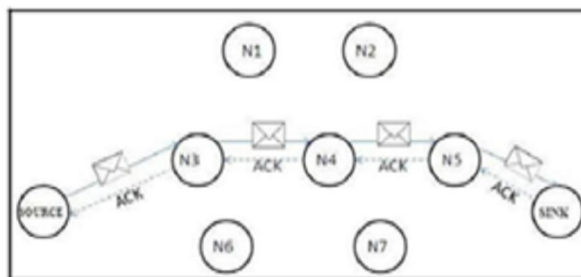 N1 N2
N3 ACK N4 ACK N5
ACK ACK
SOURCE SINK
N6 N7